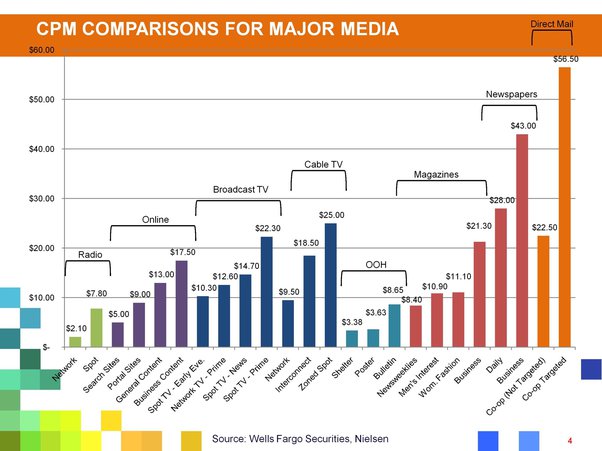 CPM COMPARISONS FOR MAJOR MEDIA
Direct Mail
$60.00
$56.50
$50.00
Newspapers
$43.00
$40.00
Cable TV
Magazines
Broadcast TV
$30.00
$28.00
$25.00
Online
$22.30
$21.30
$22.50
$20.00
$18.50
Radio
$17.50
OOH
$14.70
$13.00
$12.60
$11.10
$10.90
$10.30
$10.00
$9.00
$9.50
$8.65
$8.40
$7.80
$5.00
$3.38
$3.63
$2.10
$-
Network
Spot
Search Sites
Portal Sites
General Content
Business Content
Spot TV - Early Eve.
Network TV - Prime
Spot TV - News
Spot TV - Prime
Network
Interconnect
Zoned Spot
Shelter
Poster
Bulletin
Newsweeklies
Men's Interest
Wom. Fashion
Business
Daily
Business
Co-op (Not Targeted)
Co-op Targeted
Source: Wells Fargo Securities, Nielsen
4